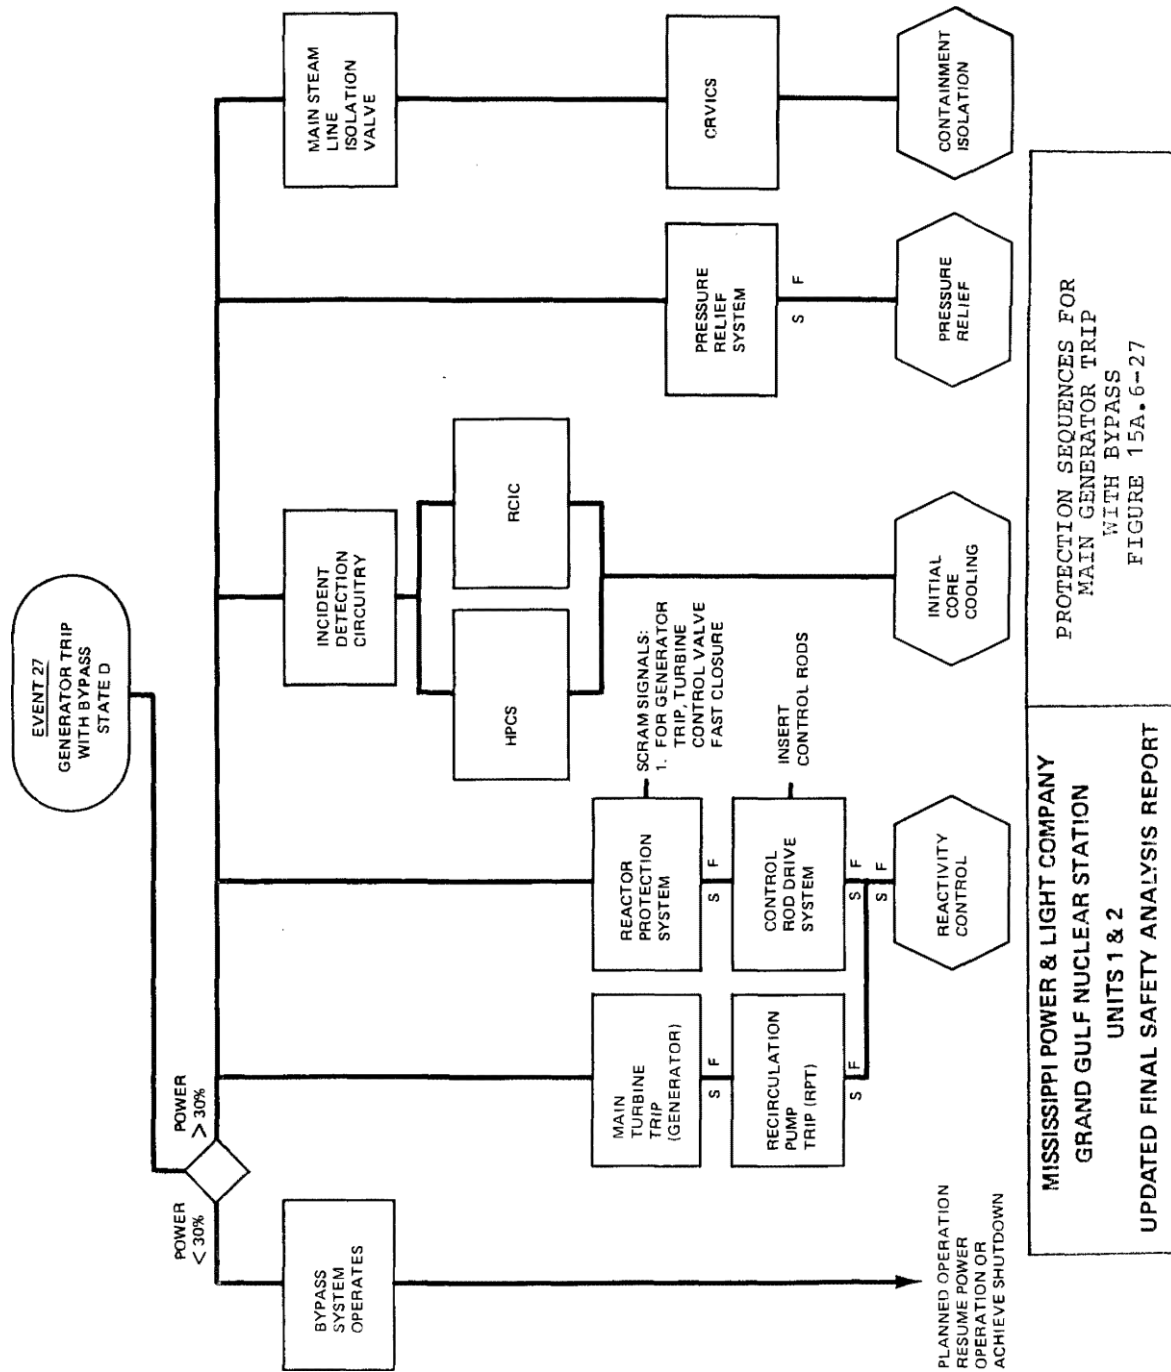 EVENT 27
GENERATOR TRIP
WITH BYPASS
STATE D
POWER
< 30%
POWER
> 30%
BYPASS
SYSTEM
OPERATES
PLANNED OPERATION
RESUME POWER
OPERATION OR
ACHIEVE SHUTDOWN
MAIN
TURBINE
TRIP
(GENERATOR)
S F
RECIRCULATION
PUMP
TRIP (RPT)
S F
REACTOR
PROTECTION
SYSTEM
SCRAM SIGNALS:
1. FOR GENERATOR
TRIP, TURBINE
CONTROL VALVE
FAST CLOSURE
S F
CONTROL
ROD DRIVE
SYSTEM
INSERT
CONTROL RODS
S F
S F
REACTIVITY
CONTROL
INCIDENT
DETECTION
CIRCUITRY
HPCS
RCIC
INITIAL
CORE
COOLING
PRESSURE
RELIEF
SYSTEM
S F
PRESSURE
RELIEF
MAIN STEAM
LINE
ISOLATION
VALVE
CRVICS
CONTAINMENT
ISOLATION
MISSISSIPPI POWER & LIGHT COMPANY
GRAND GULF NUCLEAR STATION
UNITS 1 & 2
UPDATED FINAL SAFETY ANALYSIS REPORT
PROTECTION SEQUENCES FOR
MAIN GENERATOR TRIP
WITH BYPASS
FIGURE 15A.6-27